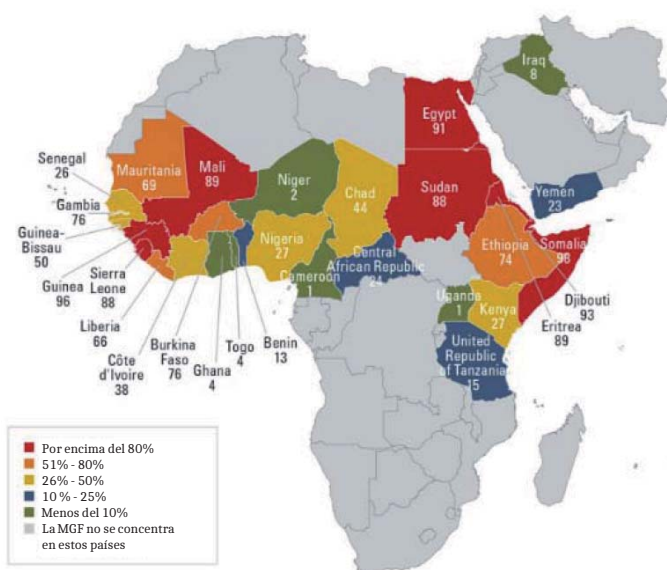 Iraq
8
Egypt
91
Senegal
26
Mauritania
69
Mali
89
Niger
2
Chad
44
Sudan
88
Yemen
23
Gambia
76
Guinea-
Bissau
50
Nigeria
27
Ethiopia
74
Somalia
98
Guinea
96
Sierra
Leone
88
Cameroon
1
Central
African Republic
24
Djibouti
93
Uganda
1
Kenya
27
Eritrea
89
Liberia
66
Côte
d'Ivoire
38
Burkina
Faso
76
Ghana
4
Togo
4
Benin
13
United
Republic
of Tanzania
15
Por encima del 80%
51% - 80%
26% - 50%
10 % - 25%
Menos del 10%
La MGF no se concentra
en estos países